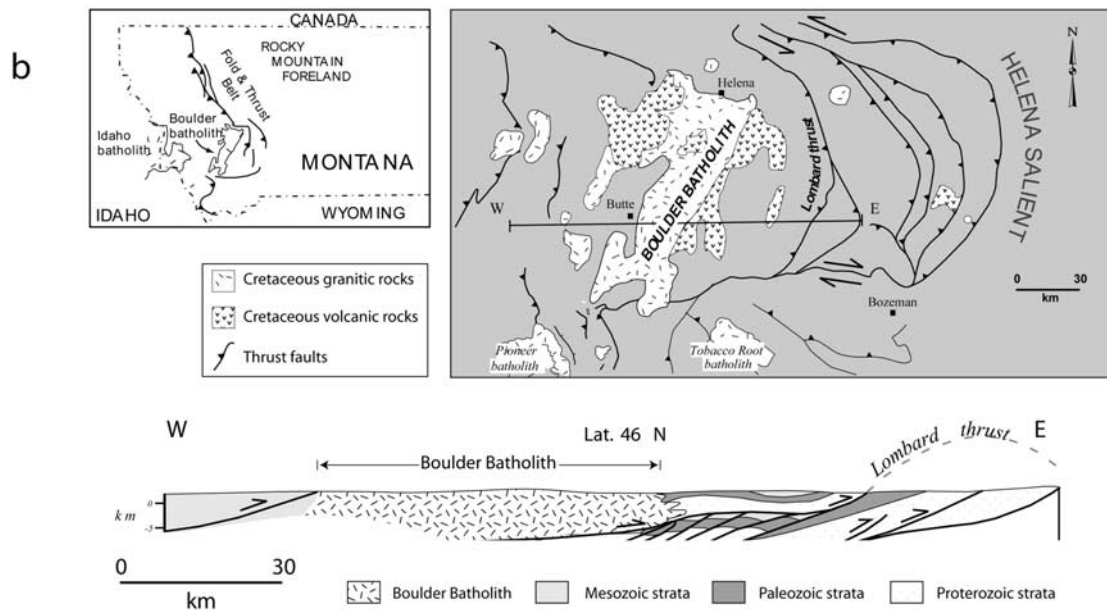 b
CANADA
ROCKY
MOUNTAIN
FORELAND
Fold & Thrust
Belt
Boulder
batholith
Idaho
batholith
MONTANA
IDAHO
WYOMING
Cretaceous granitic rocks
Cretaceous volcanic rocks
Thrust faults
N
Helena
HELENA SALIENT
BOULDER BATHOLITH
Lombard thrust
Butte
W
E
0 30
km
Bozeman
Pioneer
batholith
Tobacco Root
batholith
W
Lat. 46 N
E
Boulder Batholith
Lombard thrust
0
km
-5
0 30
km
Boulder Batholith
Mesozoic strata
Paleozoic strata
Proterozoic strata